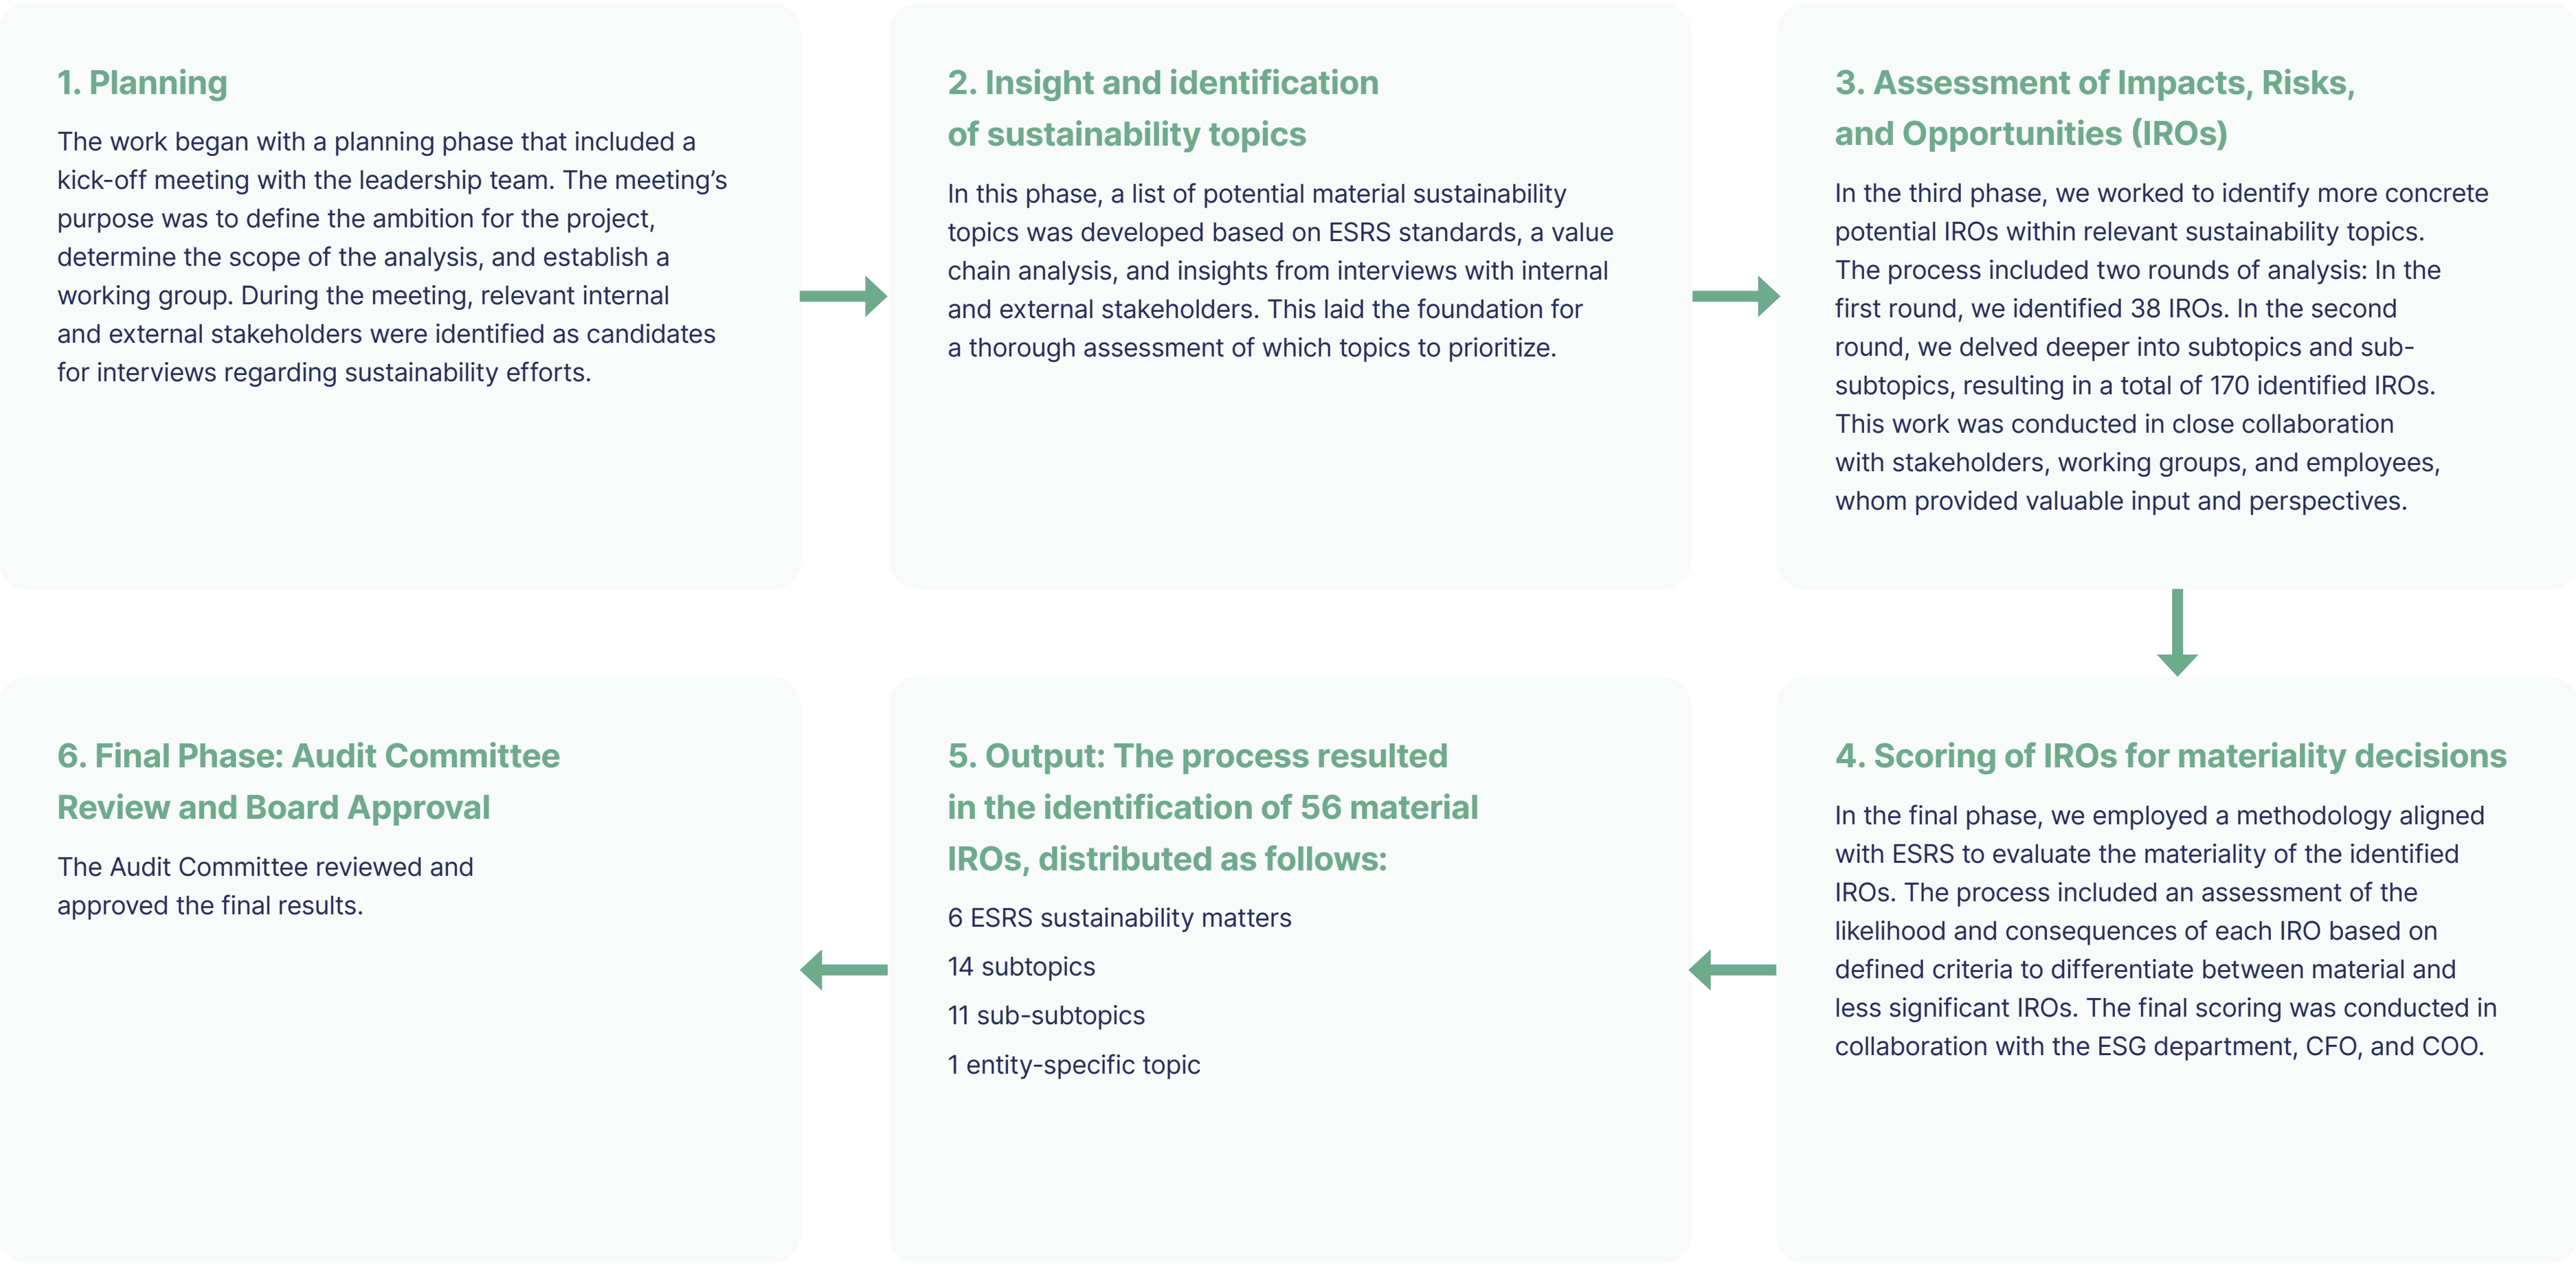 1. Planning
The work began with a planning phase that included a
kick-off meeting with the leadership team. The meeting’s
purpose was to define the ambition for the project,
determine the scope of the analysis, and establish a
working group. During the meeting, relevant internal
and external stakeholders were identified as candidates
for interviews regarding sustainability efforts.
2. Insight and identification
of sustainability topics
In this phase, a list of potential material sustainability
topics was developed based on ESRS standards, a value
chain analysis, and insights from interviews with internal
and external stakeholders. This laid the foundation for
a thorough assessment of which topics to prioritize.
3. Assessment of Impacts, Risks,
and Opportunities (IROs)
In the third phase, we worked to identify more concrete
potential IROs within relevant sustainability topics.
The process included two rounds of analysis: In the
first round, we identified 38 IROs. In the second
round, we delved deeper into subtopics and sub-
subtopics, resulting in a total of 170 identified IROs.
This work was conducted in close collaboration
with stakeholders, working groups, and employees,
whom provided valuable input and perspectives.
4. Scoring of IROs for materiality decisions
In the final phase, we employed a methodology aligned
with ESRS to evaluate the materiality of the identified
IROs. The process included an assessment of the
likelihood and consequences of each IRO based on
defined criteria to differentiate between material and
less significant IROs. The final scoring was conducted in
collaboration with the ESG department, CFO, and COO.
5. Output: The process resulted
in the identification of 56 material
IROs, distributed as follows:
6 ESRS sustainability matters
14 subtopics
11 sub-subtopics
1 entity-specific topic
6. Final Phase: Audit Committee
Review and Board Approval
The Audit Committee reviewed and
approved the final results.